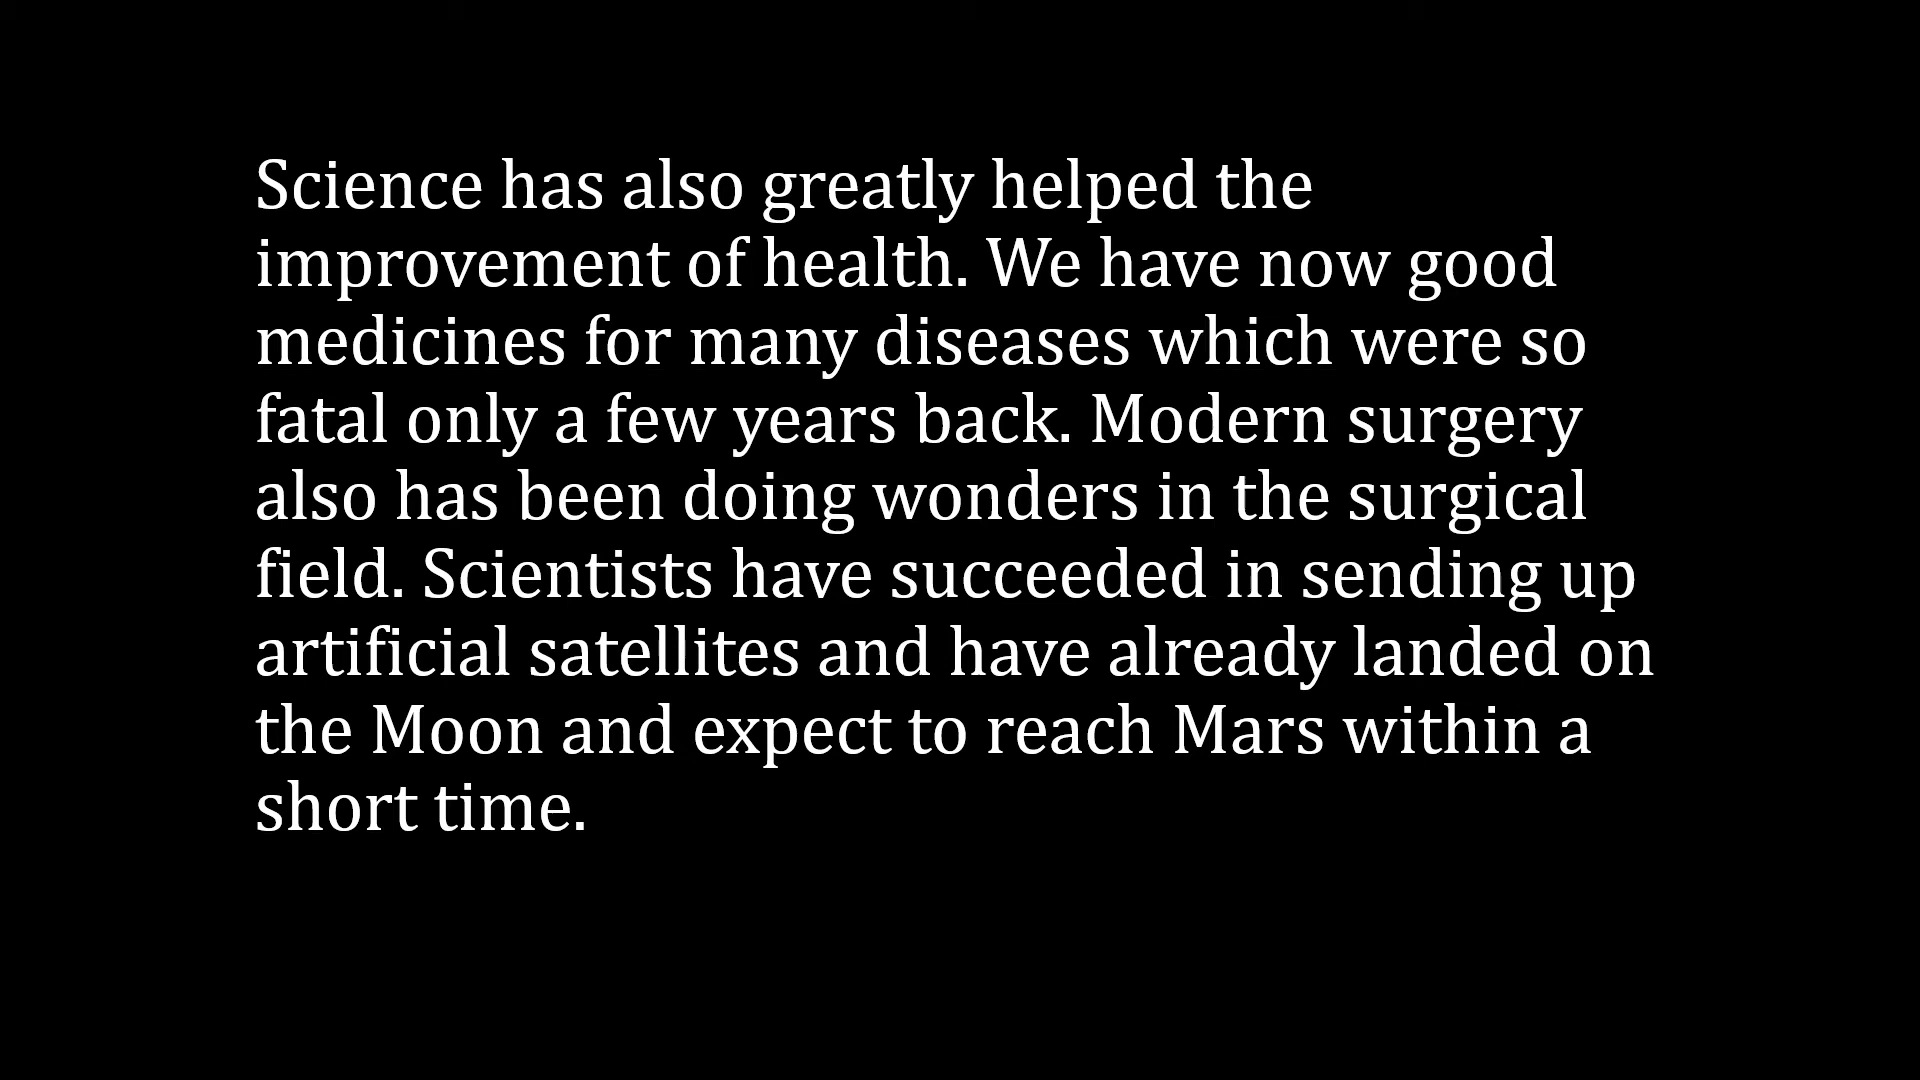 Science has also greatly helped the
improvement of health. We have now good
medicines for many diseases which were so
fatal only a few years back. Modern surgery
also has been doing wonders in the surgical
field. Scientists have succeeded in sending up
artificial satellites and have already landed on
the Moon and expect to reach Mars within a
short time.